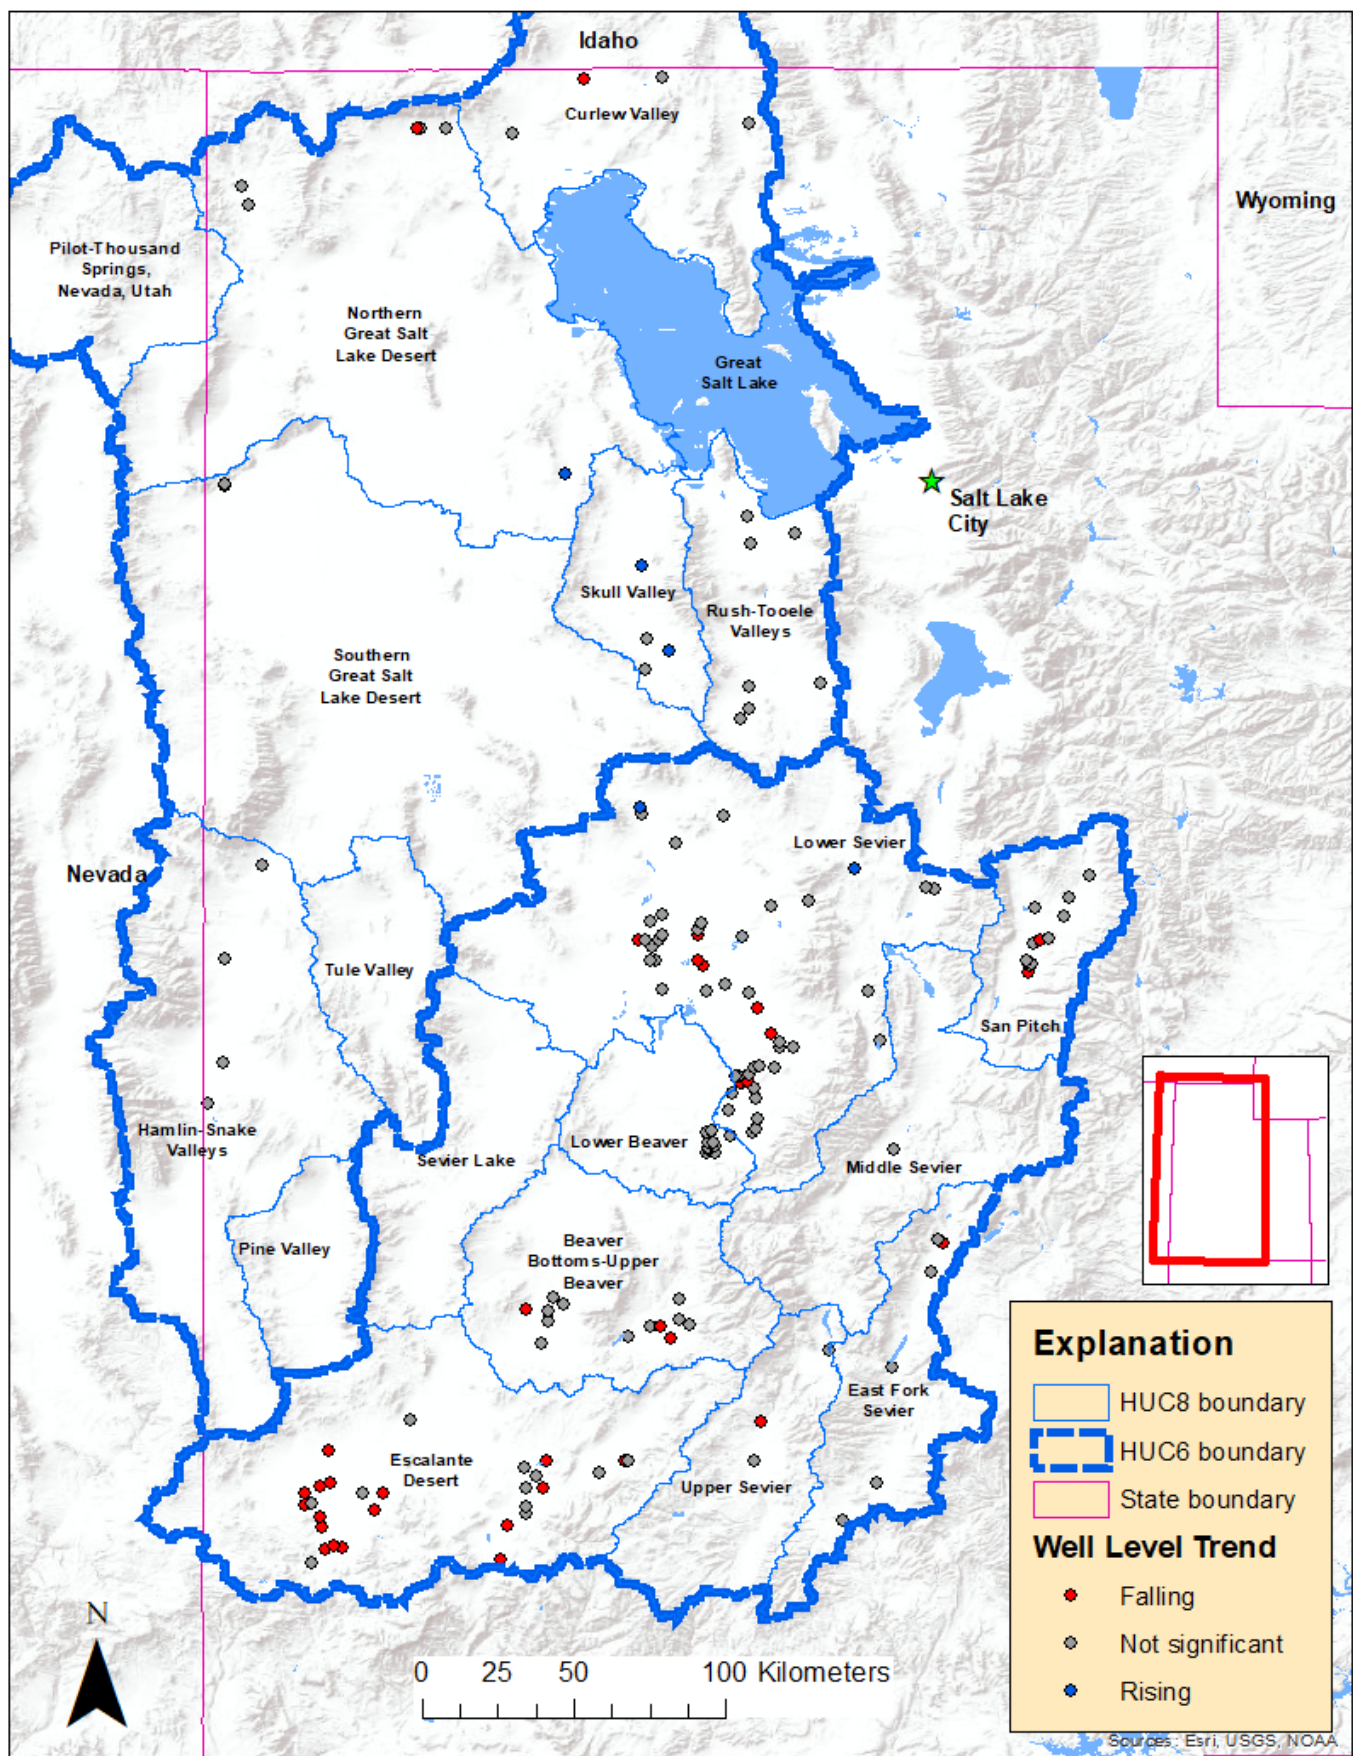 Idaho
Curlew Valley
Wyoming
Pilot-Thousand
Springs,
Nevada, Utah
Northern
Great Salt
Lake Desert
Great
Salt Lake
Salt Lake
City
Skull Valley
Rush-Tooele
Valleys
Southern
Great Salt
Lake Desert
Lower Sevier
Nevada
Tule Valley
San Pitch
Hamlin-Snake
Valleys
Lower Beaver
Sevier Lake
Middle Sevier
Pine Valley
Beaver
Bottoms-Upper
Beaver
East Fork
Sevier
Escalante
Desert
Upper Sevier
Explanation
HUC8 boundary
HUC6 boundary
State boundary
Well Level Trend
Falling
Not significant
Rising
N
0 25 50 100 Kilometers
Sources: Esri, USGS, NOAA